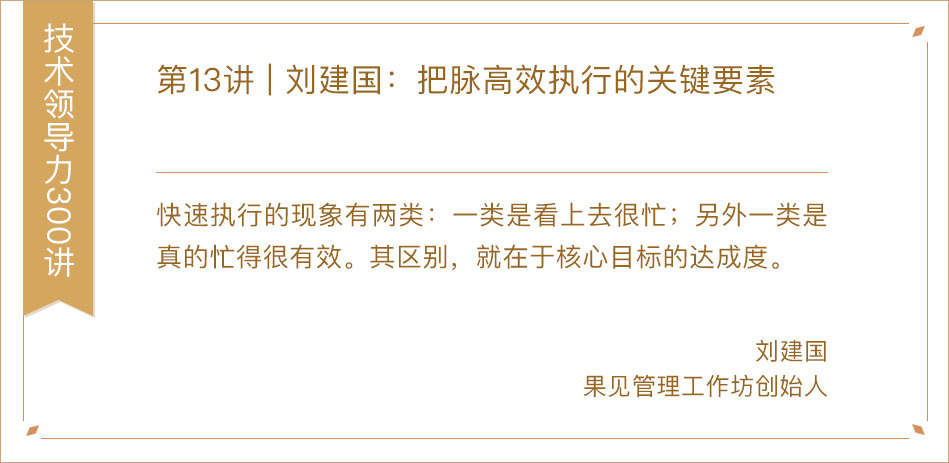 技术领导力300讲
第13讲｜刘建国：把脉高效执行的关键要素
快速执行的现象有两类：一类是看上去很忙；另外一类是
真的忙得很有效。其区别，就在于核心目标的达成度。
刘建国
果见管理工作坊创始人